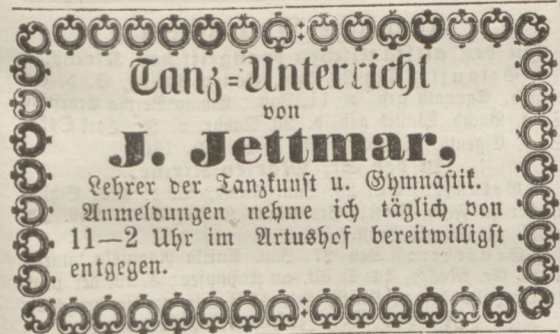 Tanz=Unterricht
von
J. Jettmar,
Lehrer der Tanzkunst u. Gymnastik.
Anmeldungen nehme ich täglich von
11—2 Uhr im Artushof bereitwilligst
entgegen.